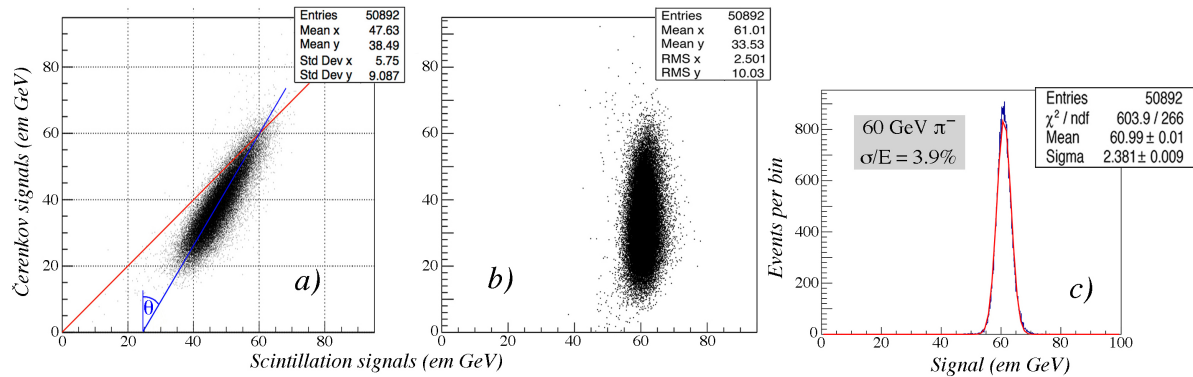 Entries 50892
Mean x 47.63
Mean y 38.49
Std Dev x 5.75
Std Dev y 9.087
Čerenkov signals (em GeV)
80
60
40
20
0
θ
a)
0 20 40 60 80
Entries 50892
Mean x 61.01
Mean y 33.53
RMS x 2.501
RMS y 10.03
80
60
40
20
0
b)
0 20 40 60 80
Scintillation signals (em GeV)
Entries 50892
χ² / ndf 603.9 / 266
Mean 60.99 ± 0.01
Sigma 2.381 ± 0.009
60 GeV π⁻
σ/E = 3.9%
Events per bin
800
600
400
200
0
c)
0 20 40 60 80 100
Signal (em GeV)